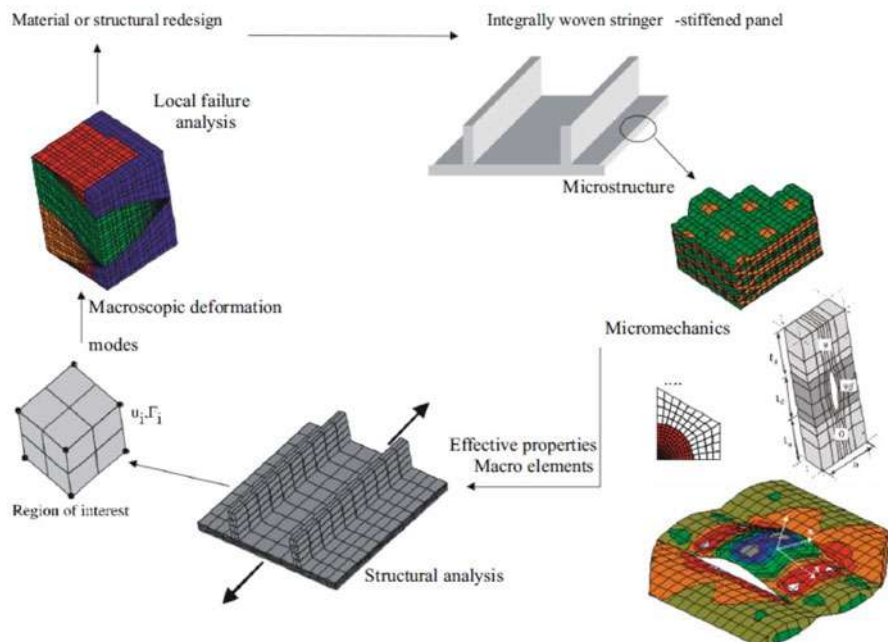 Material or structural redesign
Integrally woven stringer -stiffened panel
Local failure
analysis
Microstructure
Macroscopic deformation
modes
Micromechanics
u_i.Γ_i
Effective properties
Macro elements
Region of interest
Structural analysis